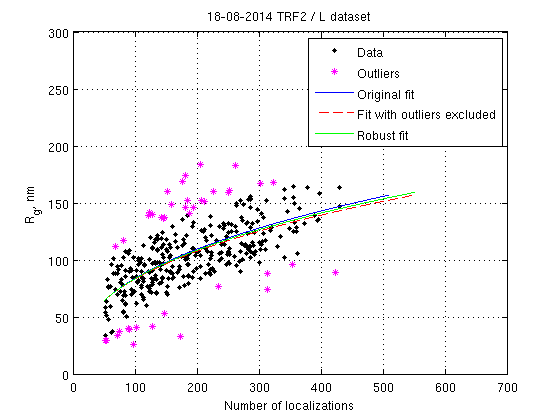 18-08-2014 TRF2 / L dataset
300
250
200
150
100
50
0
Rg, nm
Data
Outliers
Original fit
Fit with outliers excluded
Robust fit
0 100 200 300 400 500 600 700
Number of localizations